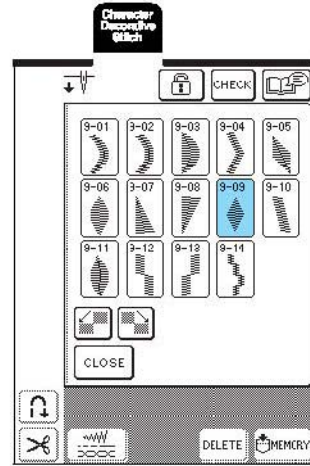 Character
Decorative
Stitch
CHECK
9-01 9-02 9-03 9-04 9-05
9-06 9-07 9-08 9-09 9-10
9-11 9-12 9-13 9-14
CLOSE
DELETE MEMORY